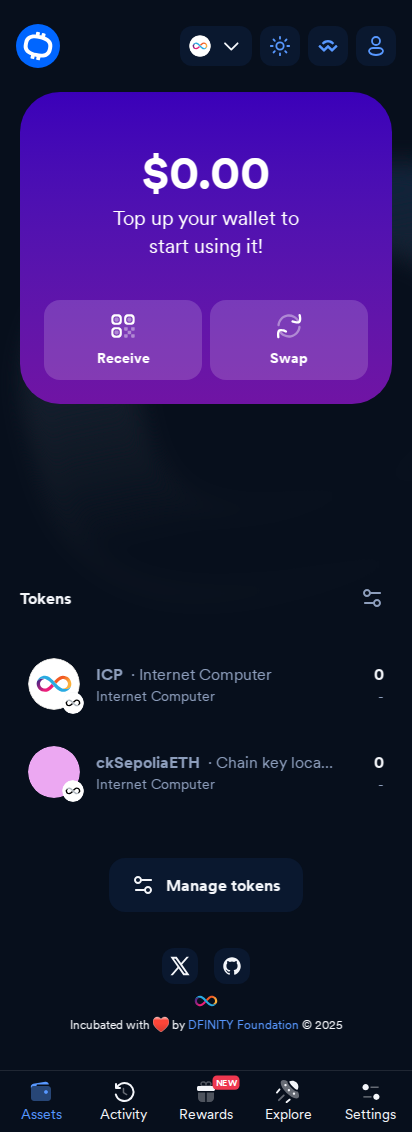 $0.00
Top up your wallet to
start using it!
Receive
Swap
Tokens
ICP · Internet Computer
0
Internet Computer
-
ckSepoliaETH · Chain key loca...
0
Internet Computer
-
Manage tokens
Incubated with ❤️ by DFINITY Foundation © 2025
NEW
Assets
Activity
Rewards
Explore
Settings